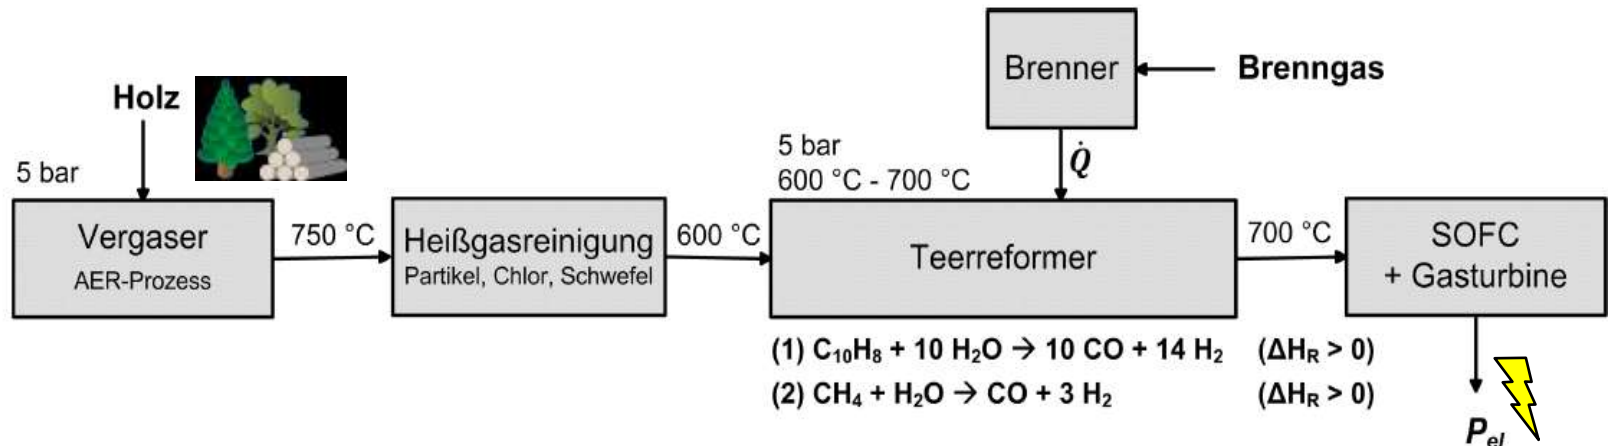 Brenner
Brenngas
Holz
5 bar
Q̇
5 bar
600 °C - 700 °C
Vergaser
AER-Prozess
750 °C
Heißgasreinigung
Partikel, Chlor, Schwefel
600 °C
Teerreformer
700 °C
SOFC
+ Gasturbine
(1) C₁₀H₈ + 10 H₂O → 10 CO + 14 H₂ (ΔH_R > 0)
(2) CH₄ + H₂O → CO + 3 H₂ (ΔH_R > 0)
P_el